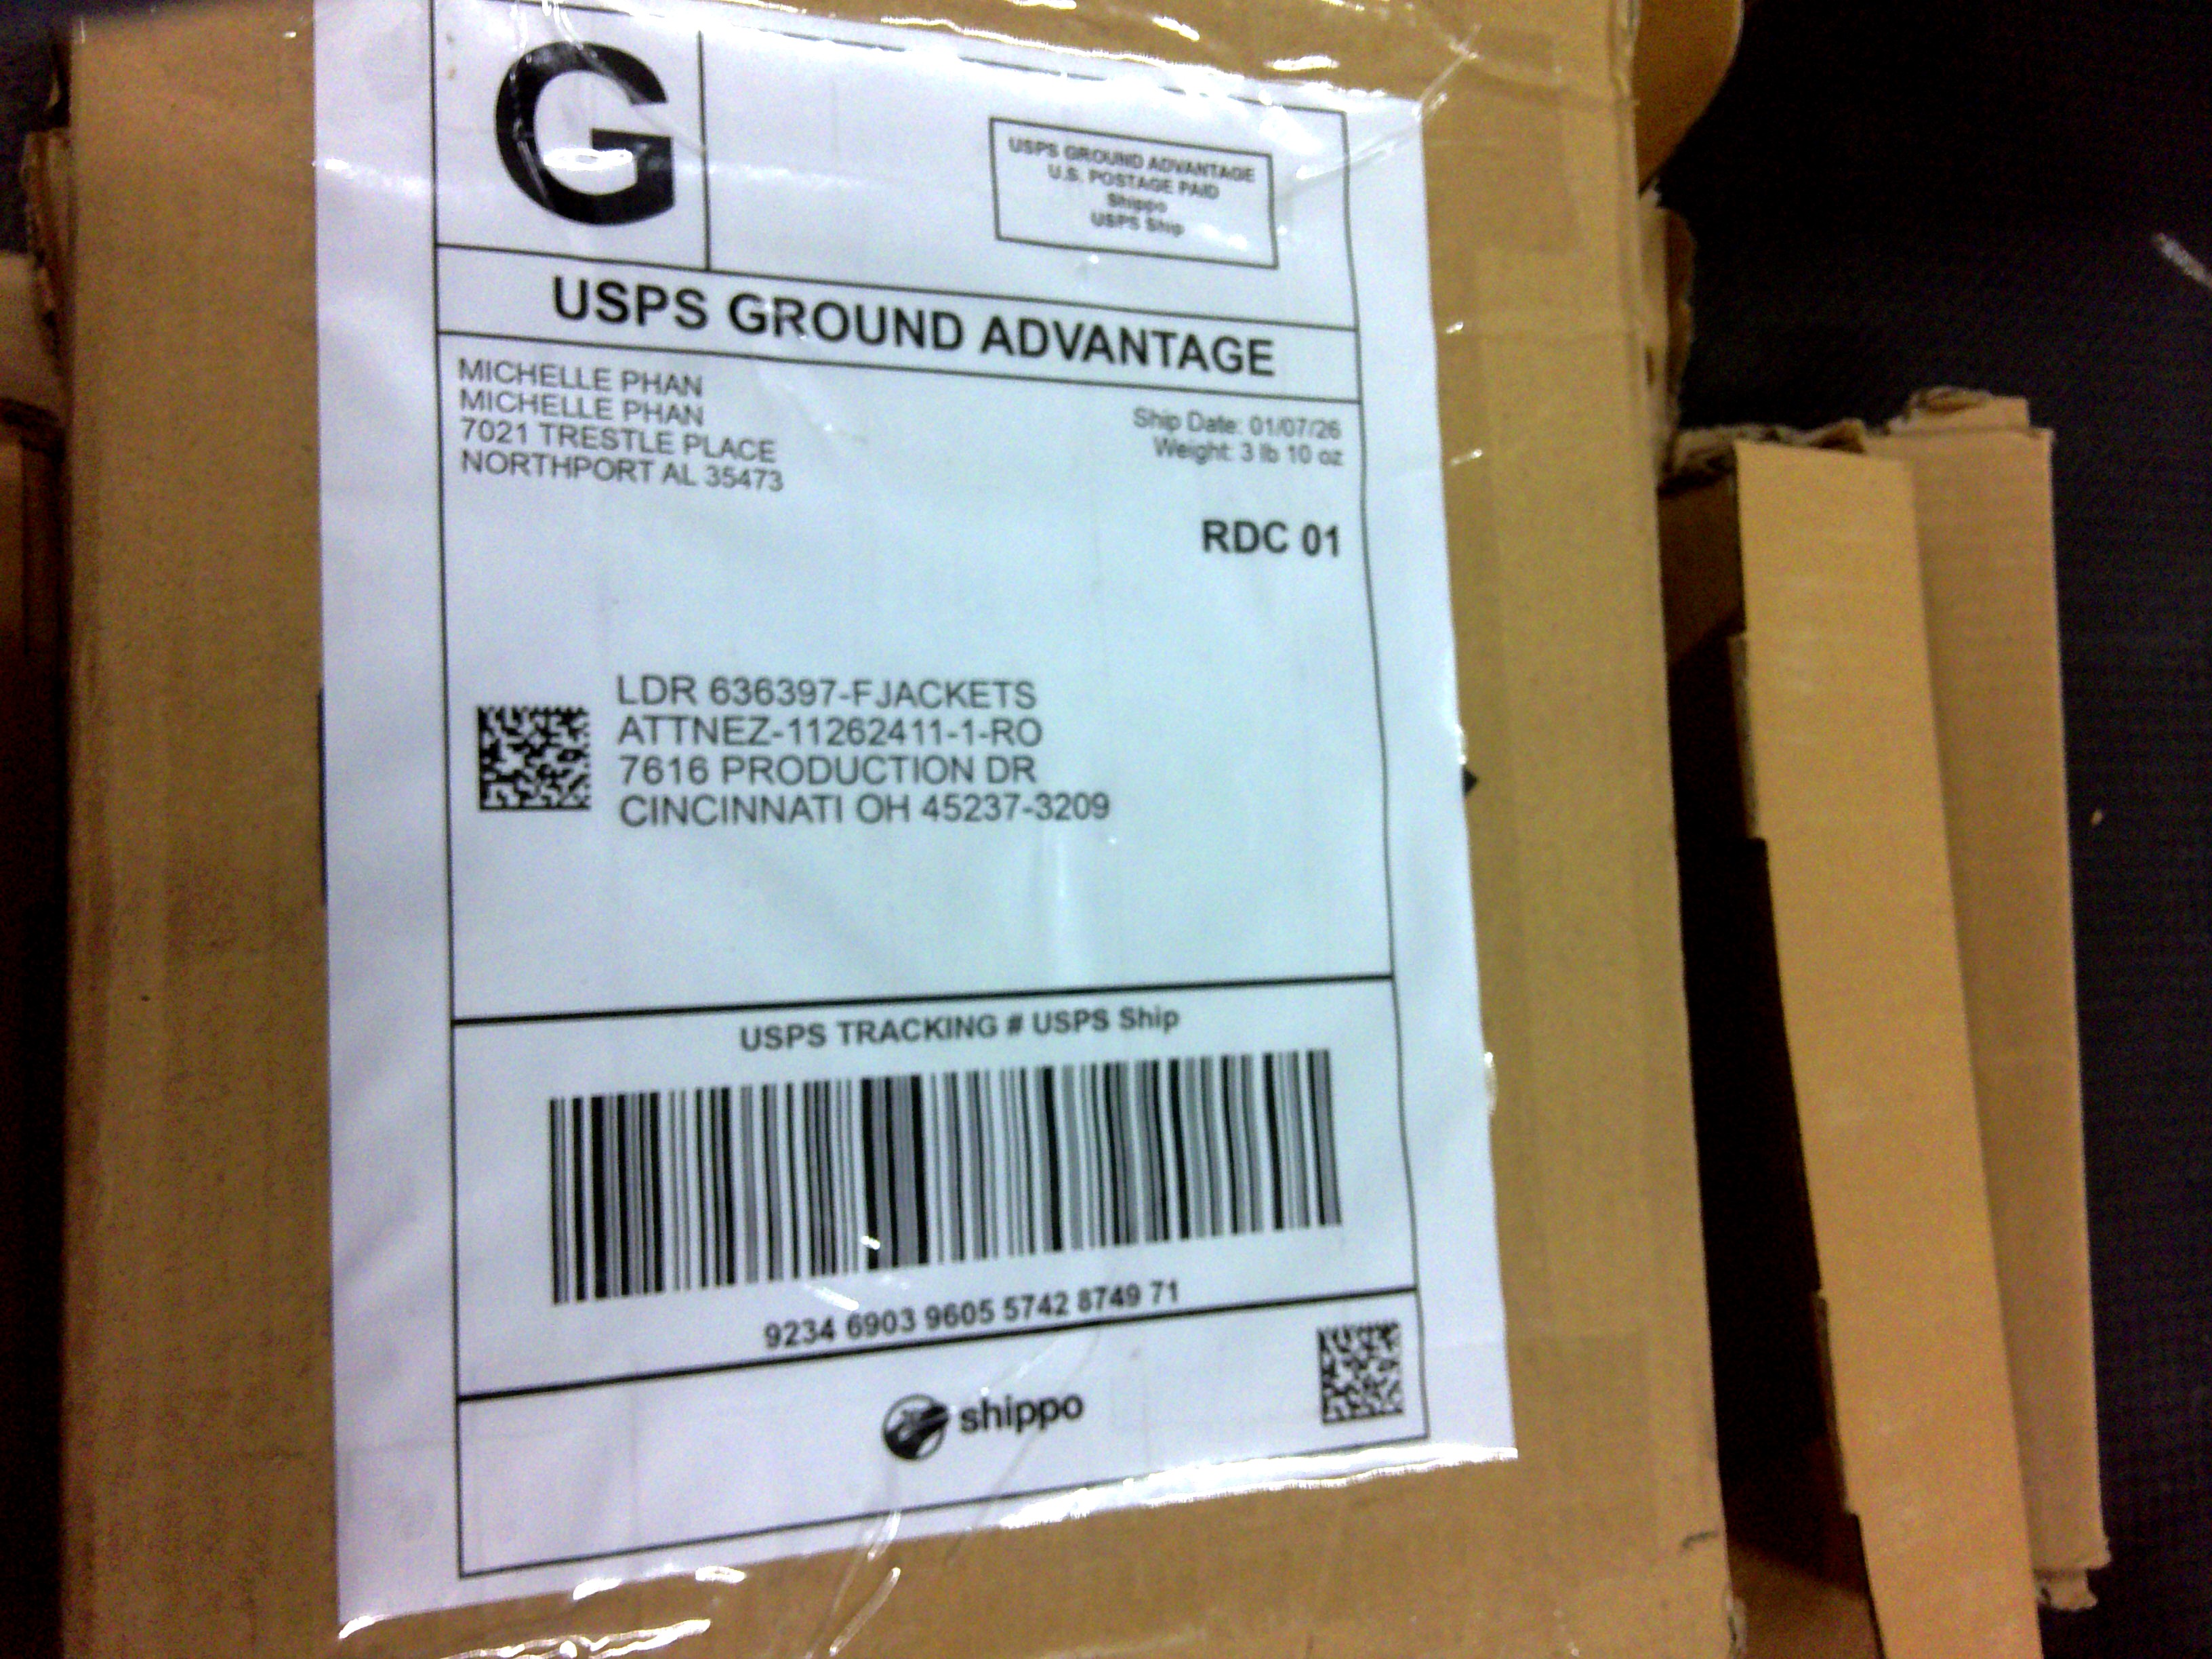 G
USPS GROUND ADVANTAGE
U.S. POSTAGE PAID
Shippo
USPS Ship
USPS GROUND ADVANTAGE
MICHELLE PHAN
MICHELLE PHAN
7021 TRESTLE PLACE
NORTHPORT AL 35473
Ship Date: 01/07/26
Weight: 3 lb 10 oz
RDC 01
LDR 636397-FJACKETS
ATTNEZ-11262411-1-RO
7616 PRODUCTION DR
CINCINNATI OH 45237-3209
USPS TRACKING # USPS Ship
9234 6903 9605 5742 8749 71
shippo